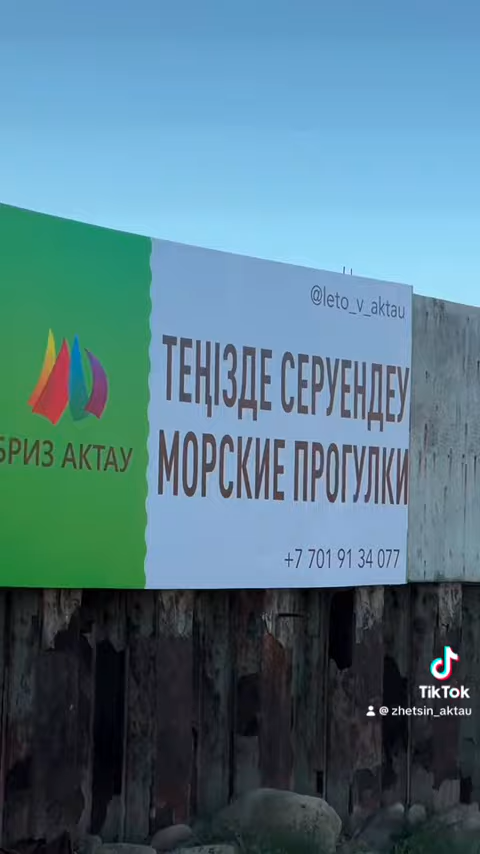 @leto_v_aktau
ТЕҢІЗДЕ СЕРУЕНДЕУ
МОРСКИЕ ПРОГУЛКИ
БРИЗ АКТАУ
+7 701 91 34 077
TikTok
@zhetsin_aktau